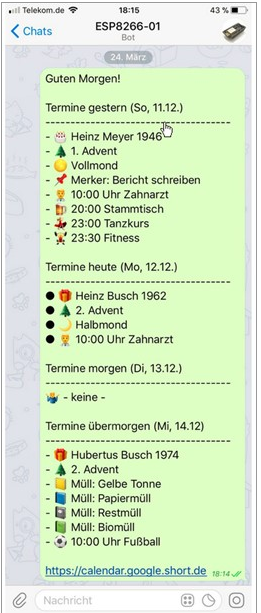 Telekom.de
18:15
43 %
Chats
ESP8266-01
Bot
24. März
Guten Morgen!
Termine gestern (So, 11.12.)
--------------------------------------------
- 🎂 Heinz Meyer 1946
- 🌲 1. Advent
- 🌕 Vollmond
- 📌 Merker: Bericht schreiben
- 👨‍⚕️ 10:00 Uhr Zahnarzt
- 🍺 20:00 Stammtisch
- 💃 23:00 Tanzkurs
- 🏋️ 23:30 Fitness
Termine heute (Mo, 12.12.)
--------------------------------------------
● 🎁 Heinz Busch 1962
● 🌲 2. Advent
● 🌙 Halbmond
● 👨‍⚕️ 10:00 Uhr Zahnarzt
Termine morgen (Di, 13.12.)
--------------------------------------------
🤷‍♂️ - keine -
Termine übermorgen (Mi, 14.12)
--------------------------------------------
- 🎁 Hubertus Busch 1974
- 🌲 2. Advent
- 📒 Müll: Gelbe Tonne
- 📘 Müll: Papiermüll
- 📓 Müll: Restmüll
- 📗 Müll: Biomüll
- ⚽ 10:00 Uhr Fußball
https://calendar.google.short.de 18:14
Nachricht